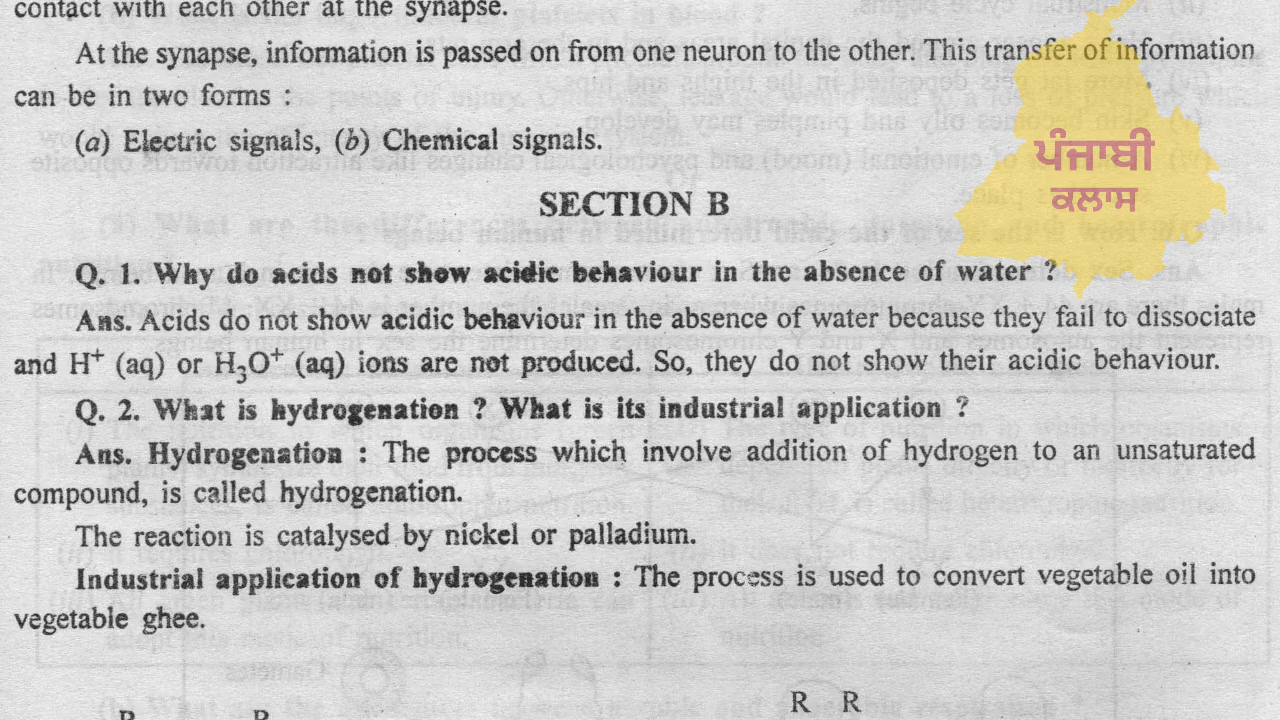 contact with each other at the synapse.
At the synapse, information is passed on from one neuron to the other. This transfer of information
can be in two forms :
(a) Electric signals, (b) Chemical signals.
ਪੰਜਾਬੀ
ਕਲਾਸ
SECTION B
Q. 1. Why do acids not show acidic behaviour in the absence of water ?
Ans. Acids do not show acidic behaviour in the absence of water because they fail to dissociate
and H⁺ (aq) or H₃O⁺ (aq) ions are not produced. So, they do not show their acidic behaviour.
Q. 2. What is hydrogenation ? What is its industrial application ?
Ans. Hydrogenation : The process which involve addition of hydrogen to an unsaturated
compound, is called hydrogenation.
The reaction is catalysed by nickel or palladium.
Industrial application of hydrogenation : The process is used to convert vegetable oil into
vegetable ghee.
R R R R